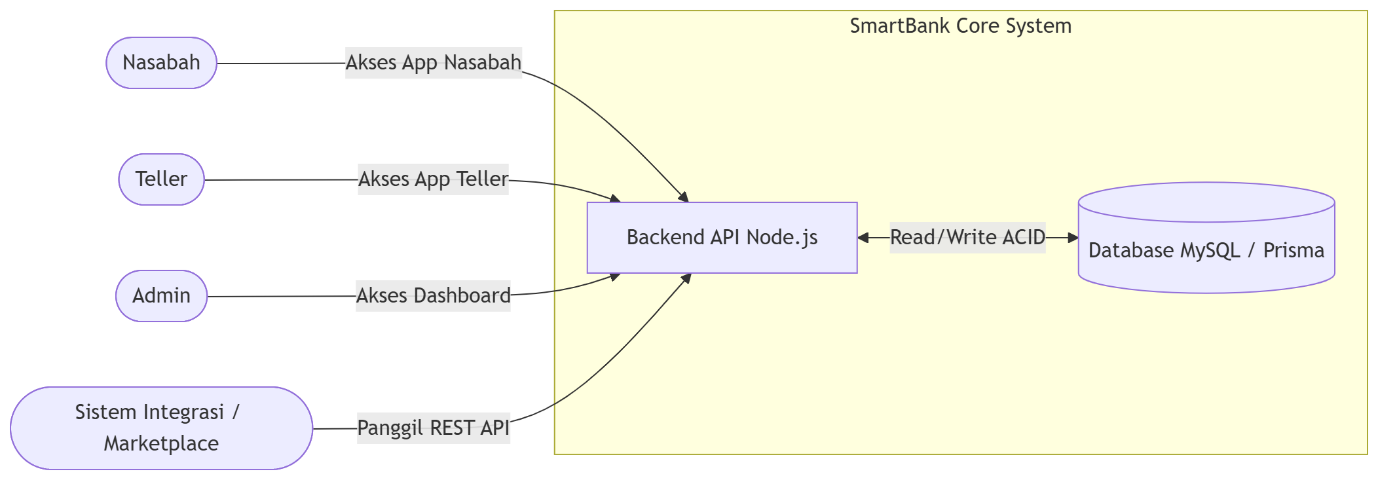 SmartBank Core System
Nasabah
Akses App Nasabah
Teller
Akses App Teller
Backend API Node.js
Read/Write ACID
Database MySQL / Prisma
Admin
Akses Dashboard
Sistem Integrasi /
Marketplace
Panggil REST API